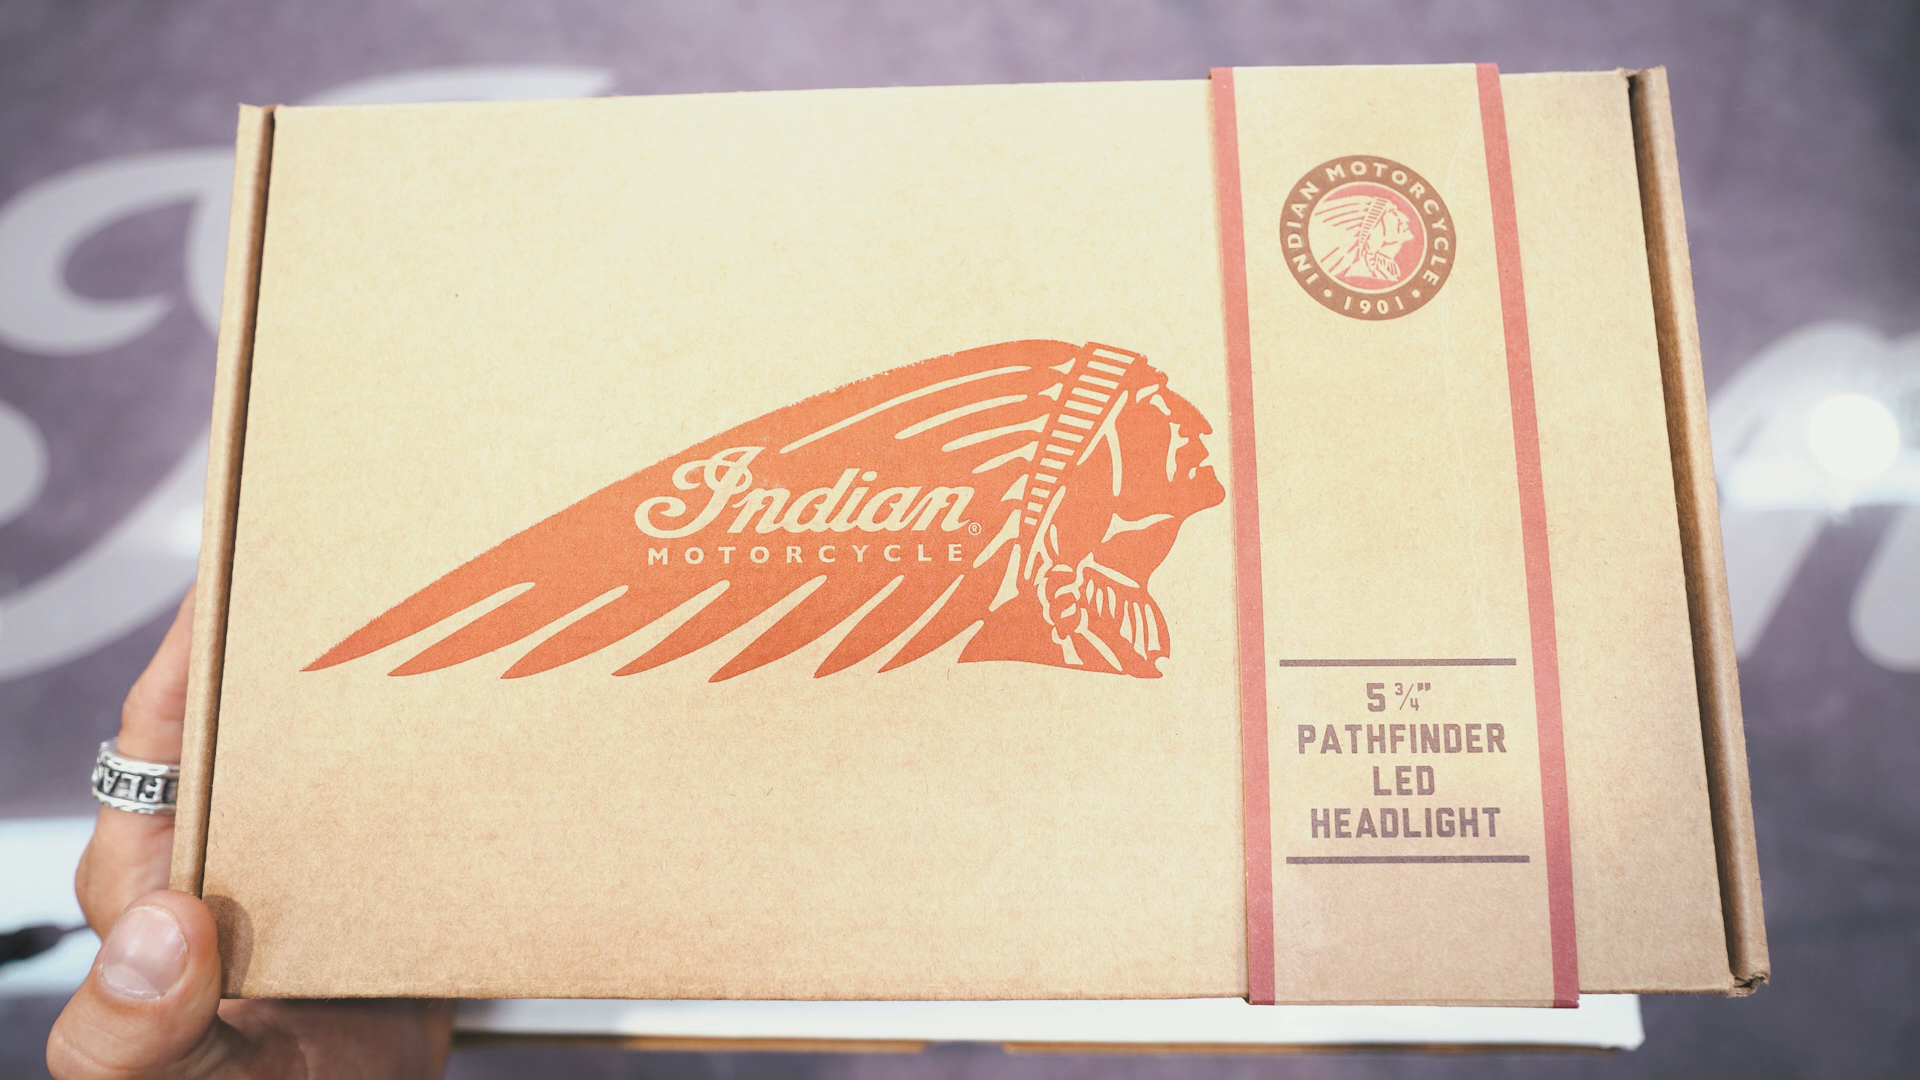 Indian®
MOTORCYCLE
INDIAN MOTORCYCLE
• 1901 •
5 3/4"
PATHFINDER
LED
HEADLIGHT